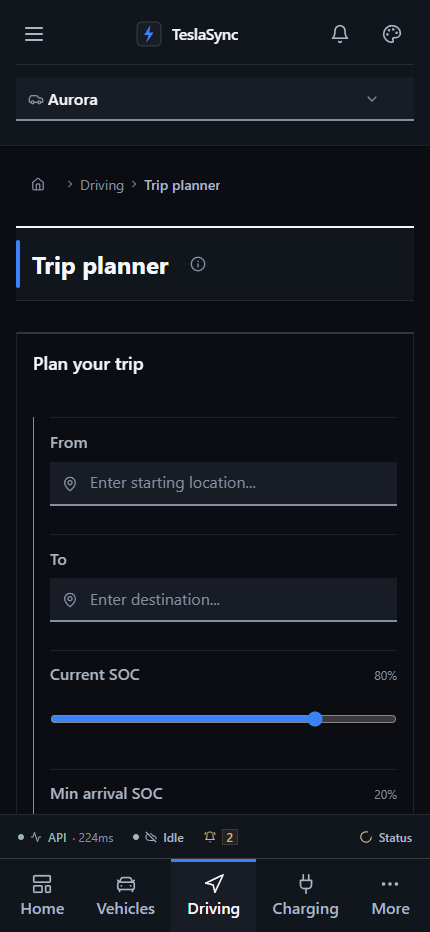 TeslaSync
Aurora
Driving Trip planner
Trip planner
Plan your trip
From
Enter starting location...
To
Enter destination...
Current SOC 80%
Min arrival SOC 20%
API · 224ms Idle 2 Status
Home Vehicles Driving Charging More